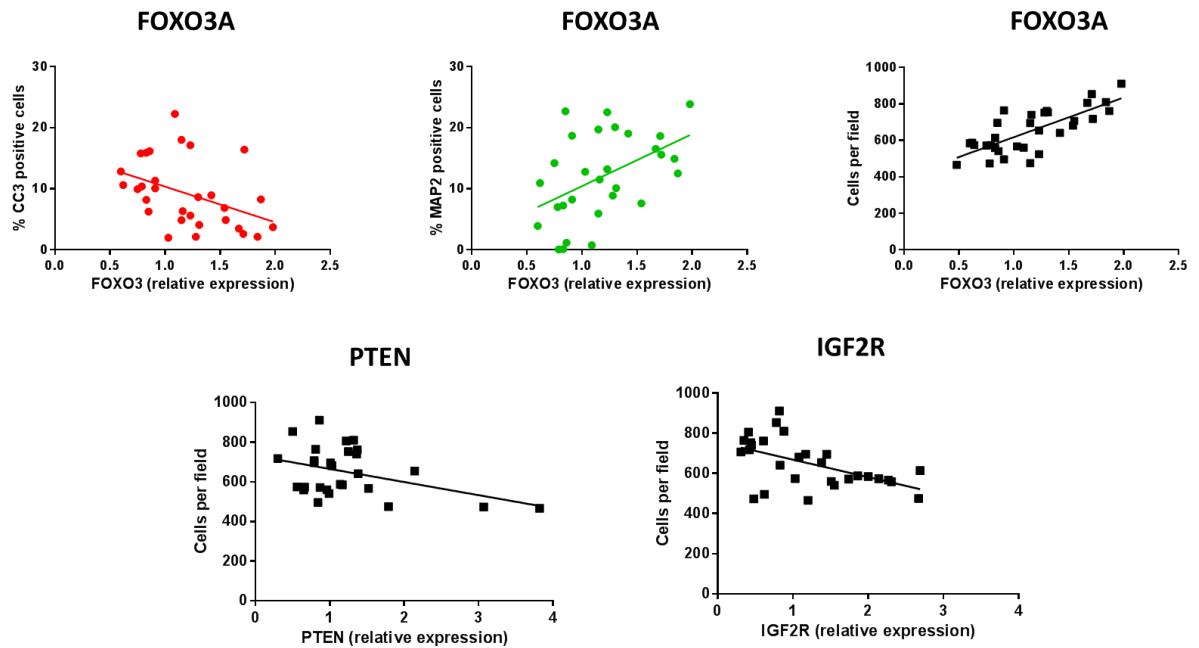 FOXO3A
% CC3 positive cells
30
20
10
0
0.0 0.5 1.0 1.5 2.0 2.5
FOXO3 (relative expression)
FOXO3A
% MAP2 positive cells
30
20
10
0
0.0 0.5 1.0 1.5 2.0 2.5
FOXO3 (relative expression)
FOXO3A
Cells per field
1000
800
600
400
200
0
0.0 0.5 1.0 1.5 2.0 2.5
FOXO3 (relative expression)
PTEN
Cells per field
1000
800
600
400
200
0
0 1 2 3 4
PTEN (relative expression)
IGF2R
Cells per field
1000
800
600
400
200
0
0 1 2 3 4
IGF2R (relative expression)